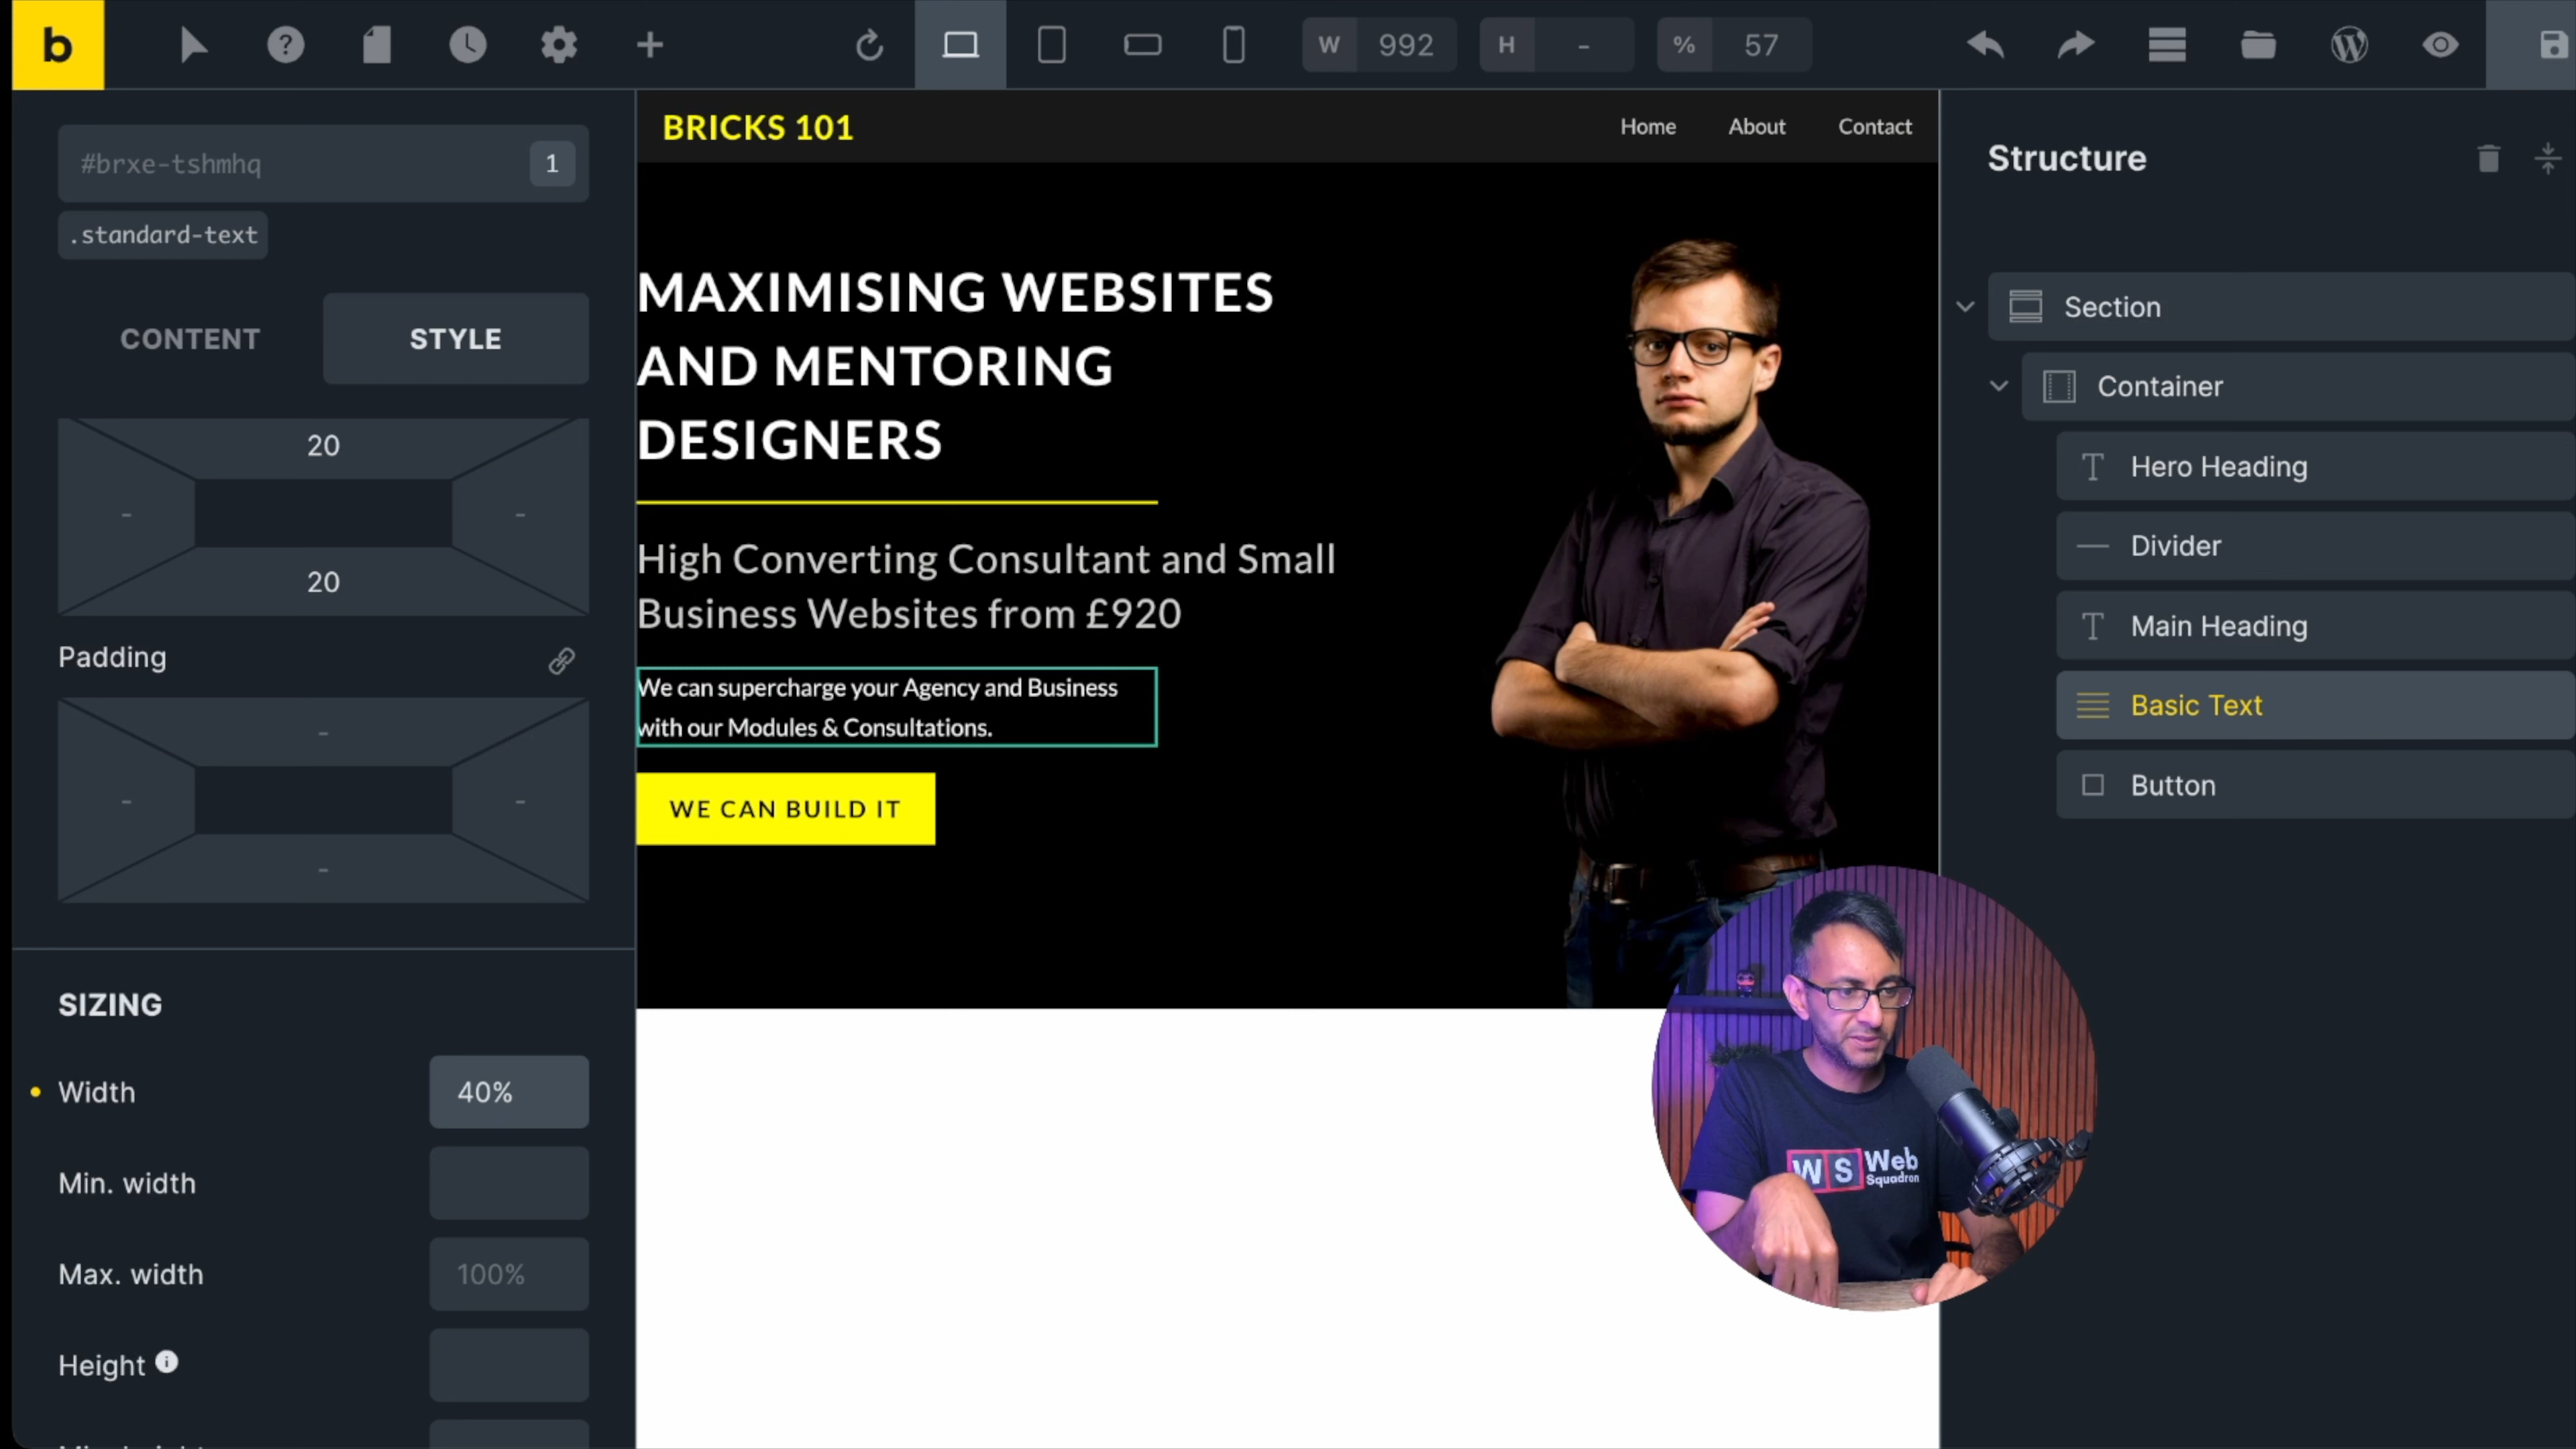 b
?
W 992
H -
% 57
#brxe-tshmhq 1
.standard-text
CONTENT
STYLE
20
-
-
20
Padding
-
-
-
-
SIZING
Width 40%
Min. width
Max. width 100%
Height i
BRICKS 101
Home
About
Contact
MAXIMISING WEBSITES
AND MENTORING
DESIGNERS
High Converting Consultant and Small
Business Websites from £920
We can supercharge your Agency and Business
with our Modules & Consultations.
WE CAN BUILD IT
W S Web
Squadron
Structure
Section
Container
T Hero Heading
Divider
T Main Heading
Basic Text
Button